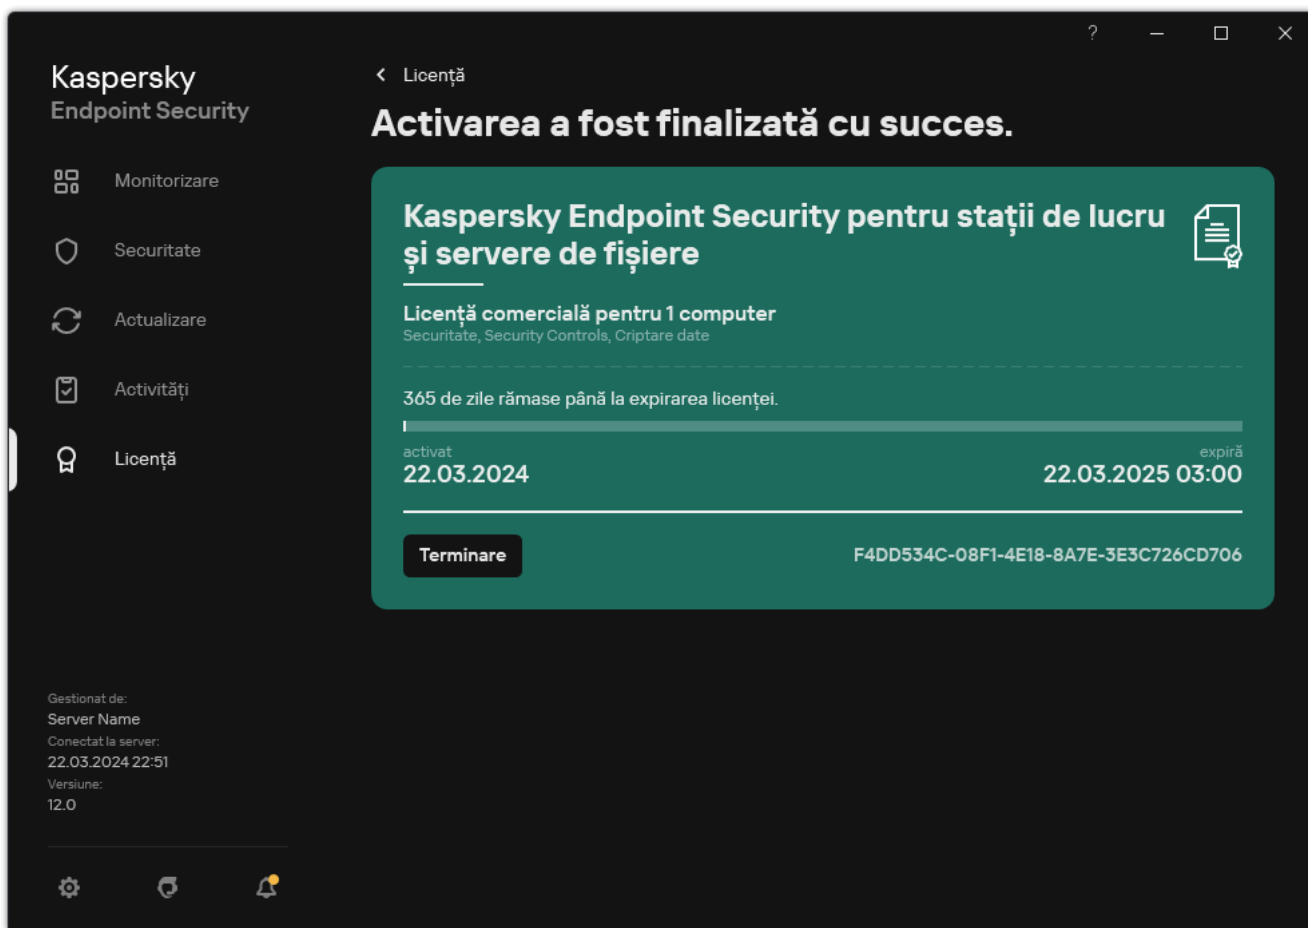 ?
Kaspersky
Endpoint Security
Monitorizare
Securitate
Actualizare
Activități
Licență
Gestionat de:
Server Name
Conectat la server:
22.03.2024 22:51
Versiune:
12.0
Licență
Activarea a fost finalizată cu succes.
Kaspersky Endpoint Security pentru stații de lucru
și servere de fișiere
Licență comercială pentru 1 computer
Securitate, Security Controls, Criptare date
365 de zile rămase până la expirarea licenței.
activat expiră
22.03.2024 22.03.2025 03:00
Terminare F4DD534C-08F1-4E18-8A7E-3E3C726CD706